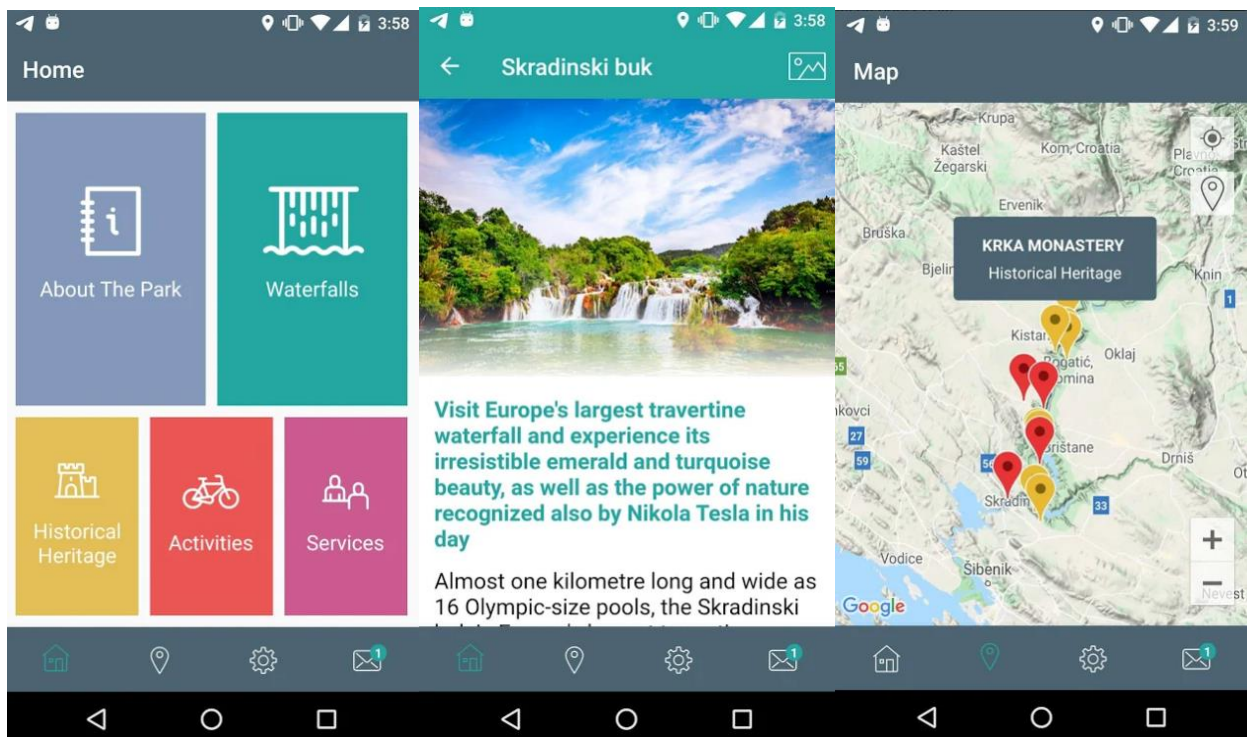 3:58
Home
About The Park
Waterfalls
Historical
Heritage
Activities
Services
1
3:58
Skradinski buk
Visit Europe's largest travertine
waterfall and experience its
irresistible emerald and turquoise
beauty, as well as the power of nature
recognized also by Nikola Tesla in his
day
Almost one kilometre long and wide as
16 Olympic-size pools, the Skradinski
1
3:59
Map
Krupa
Kaštel
Žegarski
Kom, Croatia
Croatia
Ervenik
Bruška
KRKA MONASTERY
Historical Heritage
Knin
1
Oklaj
27
59
56
Drniš
Skradin
33
Vodice
Šibenik
Google
1